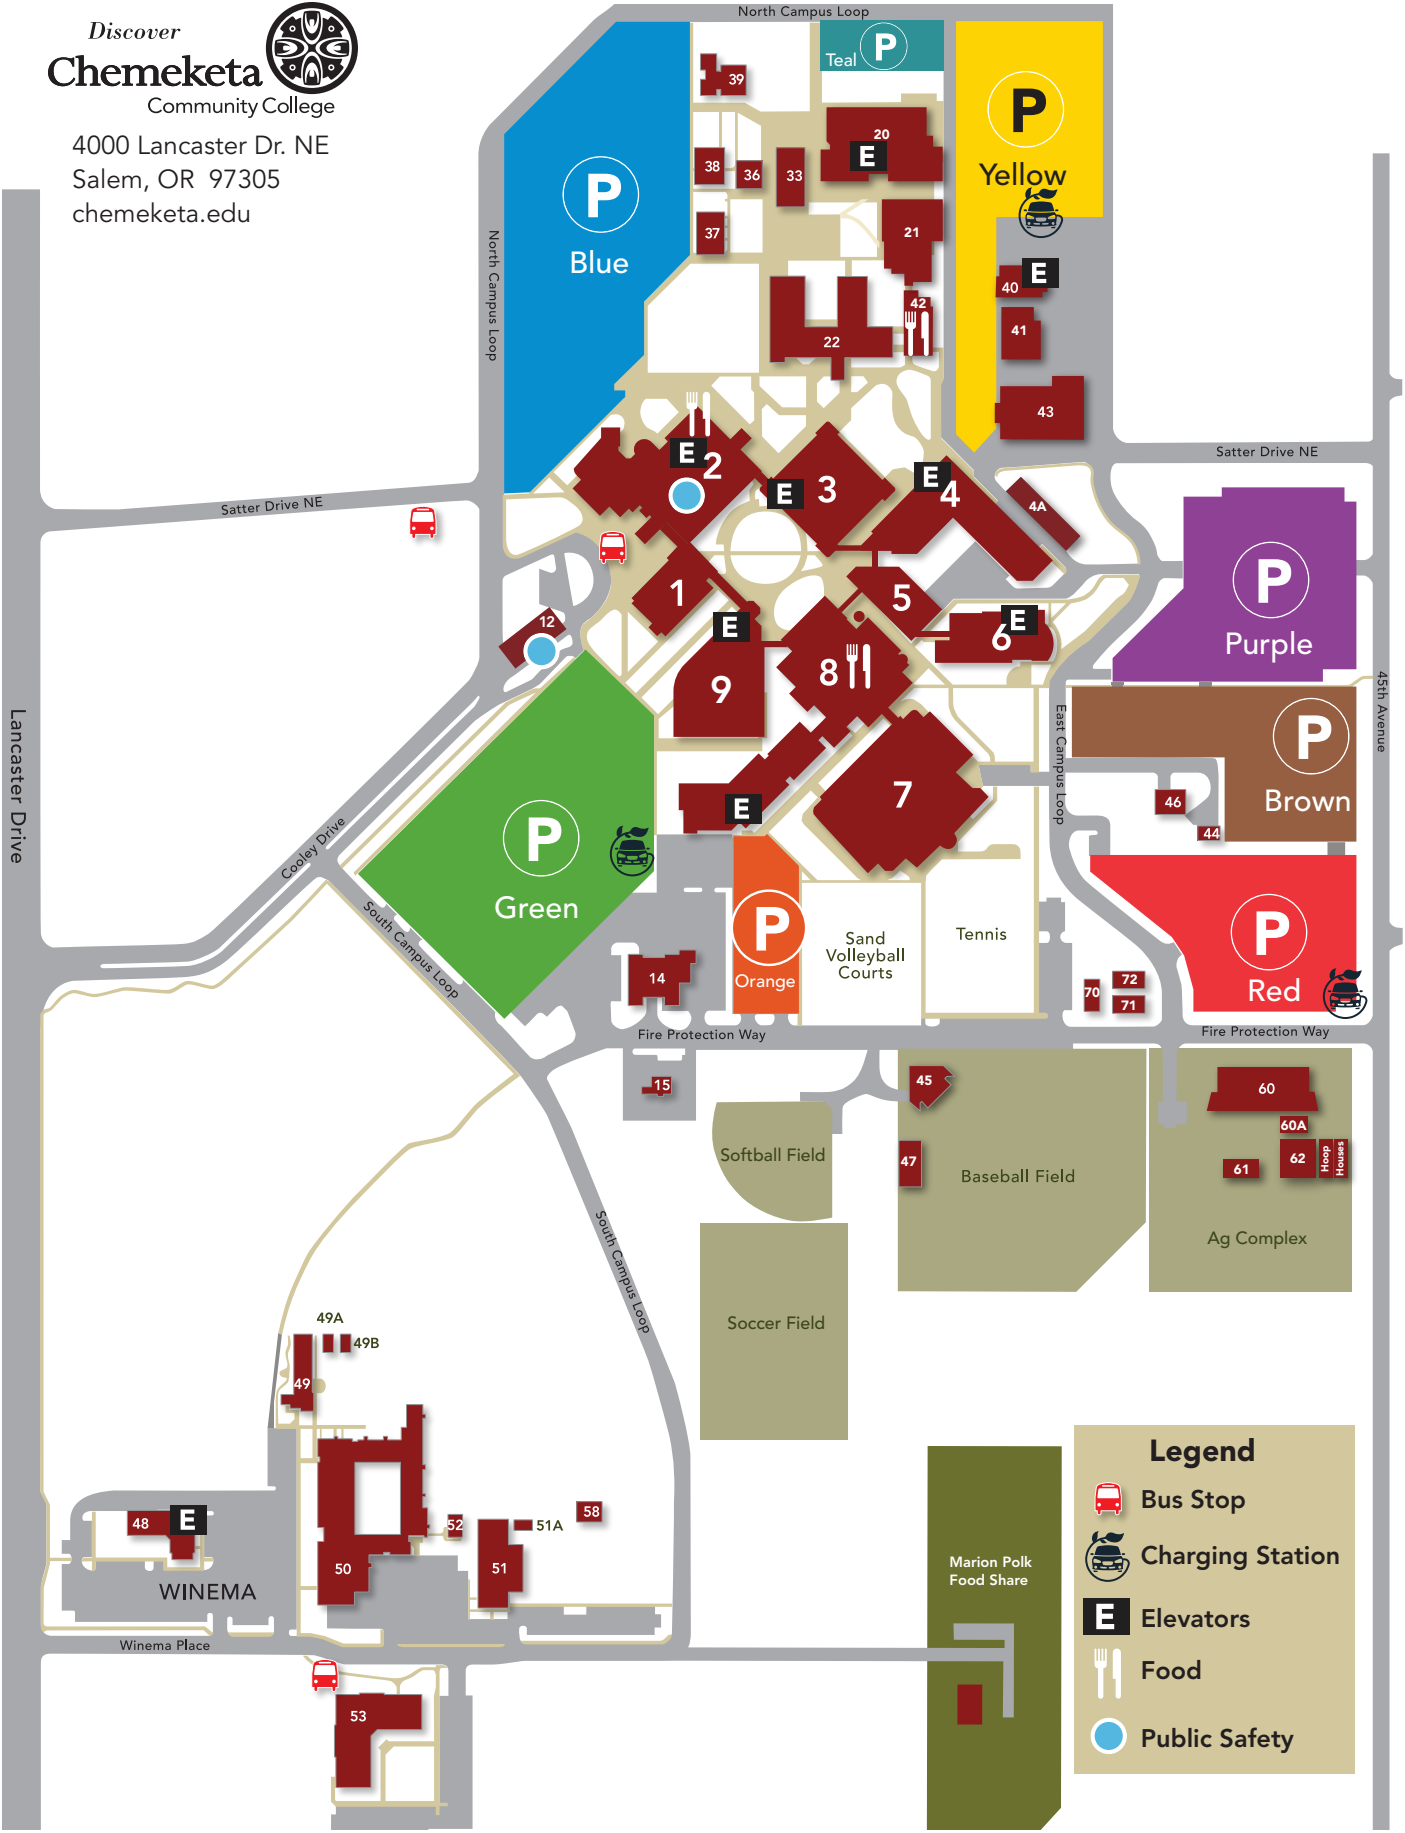 Discover
Chemeketa
Community College
4000 Lancaster Dr. NE
Salem, OR 97305
chemeketa.edu
North Campus Loop
P
Teal
P
Yellow
P
Blue
North Campus Loop
39
20
E
38
36
33
37
21
42
22
40
E
41
43
Satter Drive NE
Satter Drive NE
E
2
E
3
E
4
4A
1
5
E
6
12
E
9
8
7
E
P
Purple
45th Avenue
East Campus Loop
P
Brown
46
44
Lancaster Drive
Cooley Drive
P
Green
South Campus Loop
P
Orange
Sand
Volleyball
Courts
Tennis
P
Red
14
70
72
71
Fire Protection Way
Fire Protection Way
15
45
47
Softball Field
Baseball Field
60
60A
61
62
Hoop
Houses
Ag Complex
South Campus Loop
Soccer Field
49A
49B
49
48
E
WINEMA
50
52
51A
51
58
Winema Place
53
Marion Polk
Food Share
Legend
Bus Stop
Charging Station
E
Elevators
Food
Public Safety